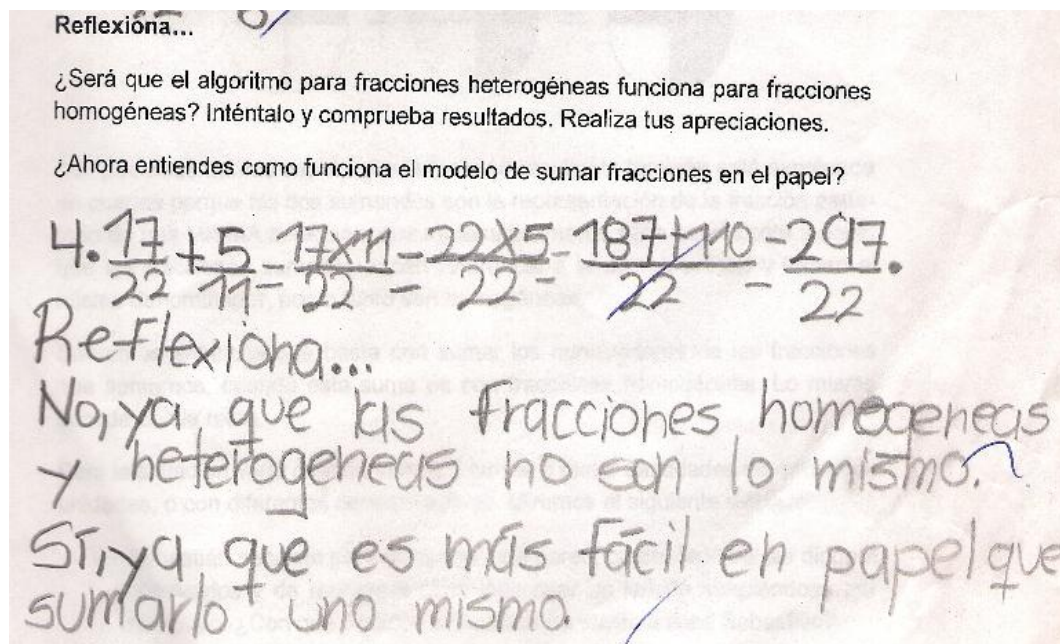 Reflexiona...
¿Será que el algoritmo para fracciones heterogéneas funciona para fracciones
homogéneas? Inténtalo y comprueba resultados. Realiza tus apreciaciones.
¿Ahora entiendes como funciona el modelo de sumar fracciones en el papel?
4. 17/22 + 5/11 = 17x11/22 = 22x5/22 = 187+110/22 = 297/22.
Reflexiona...
No, ya que las fracciones homogeneas
y heterogeneas no son lo mismo.
Sí, ya que es más fácil en papel que
sumarlo uno mismo.